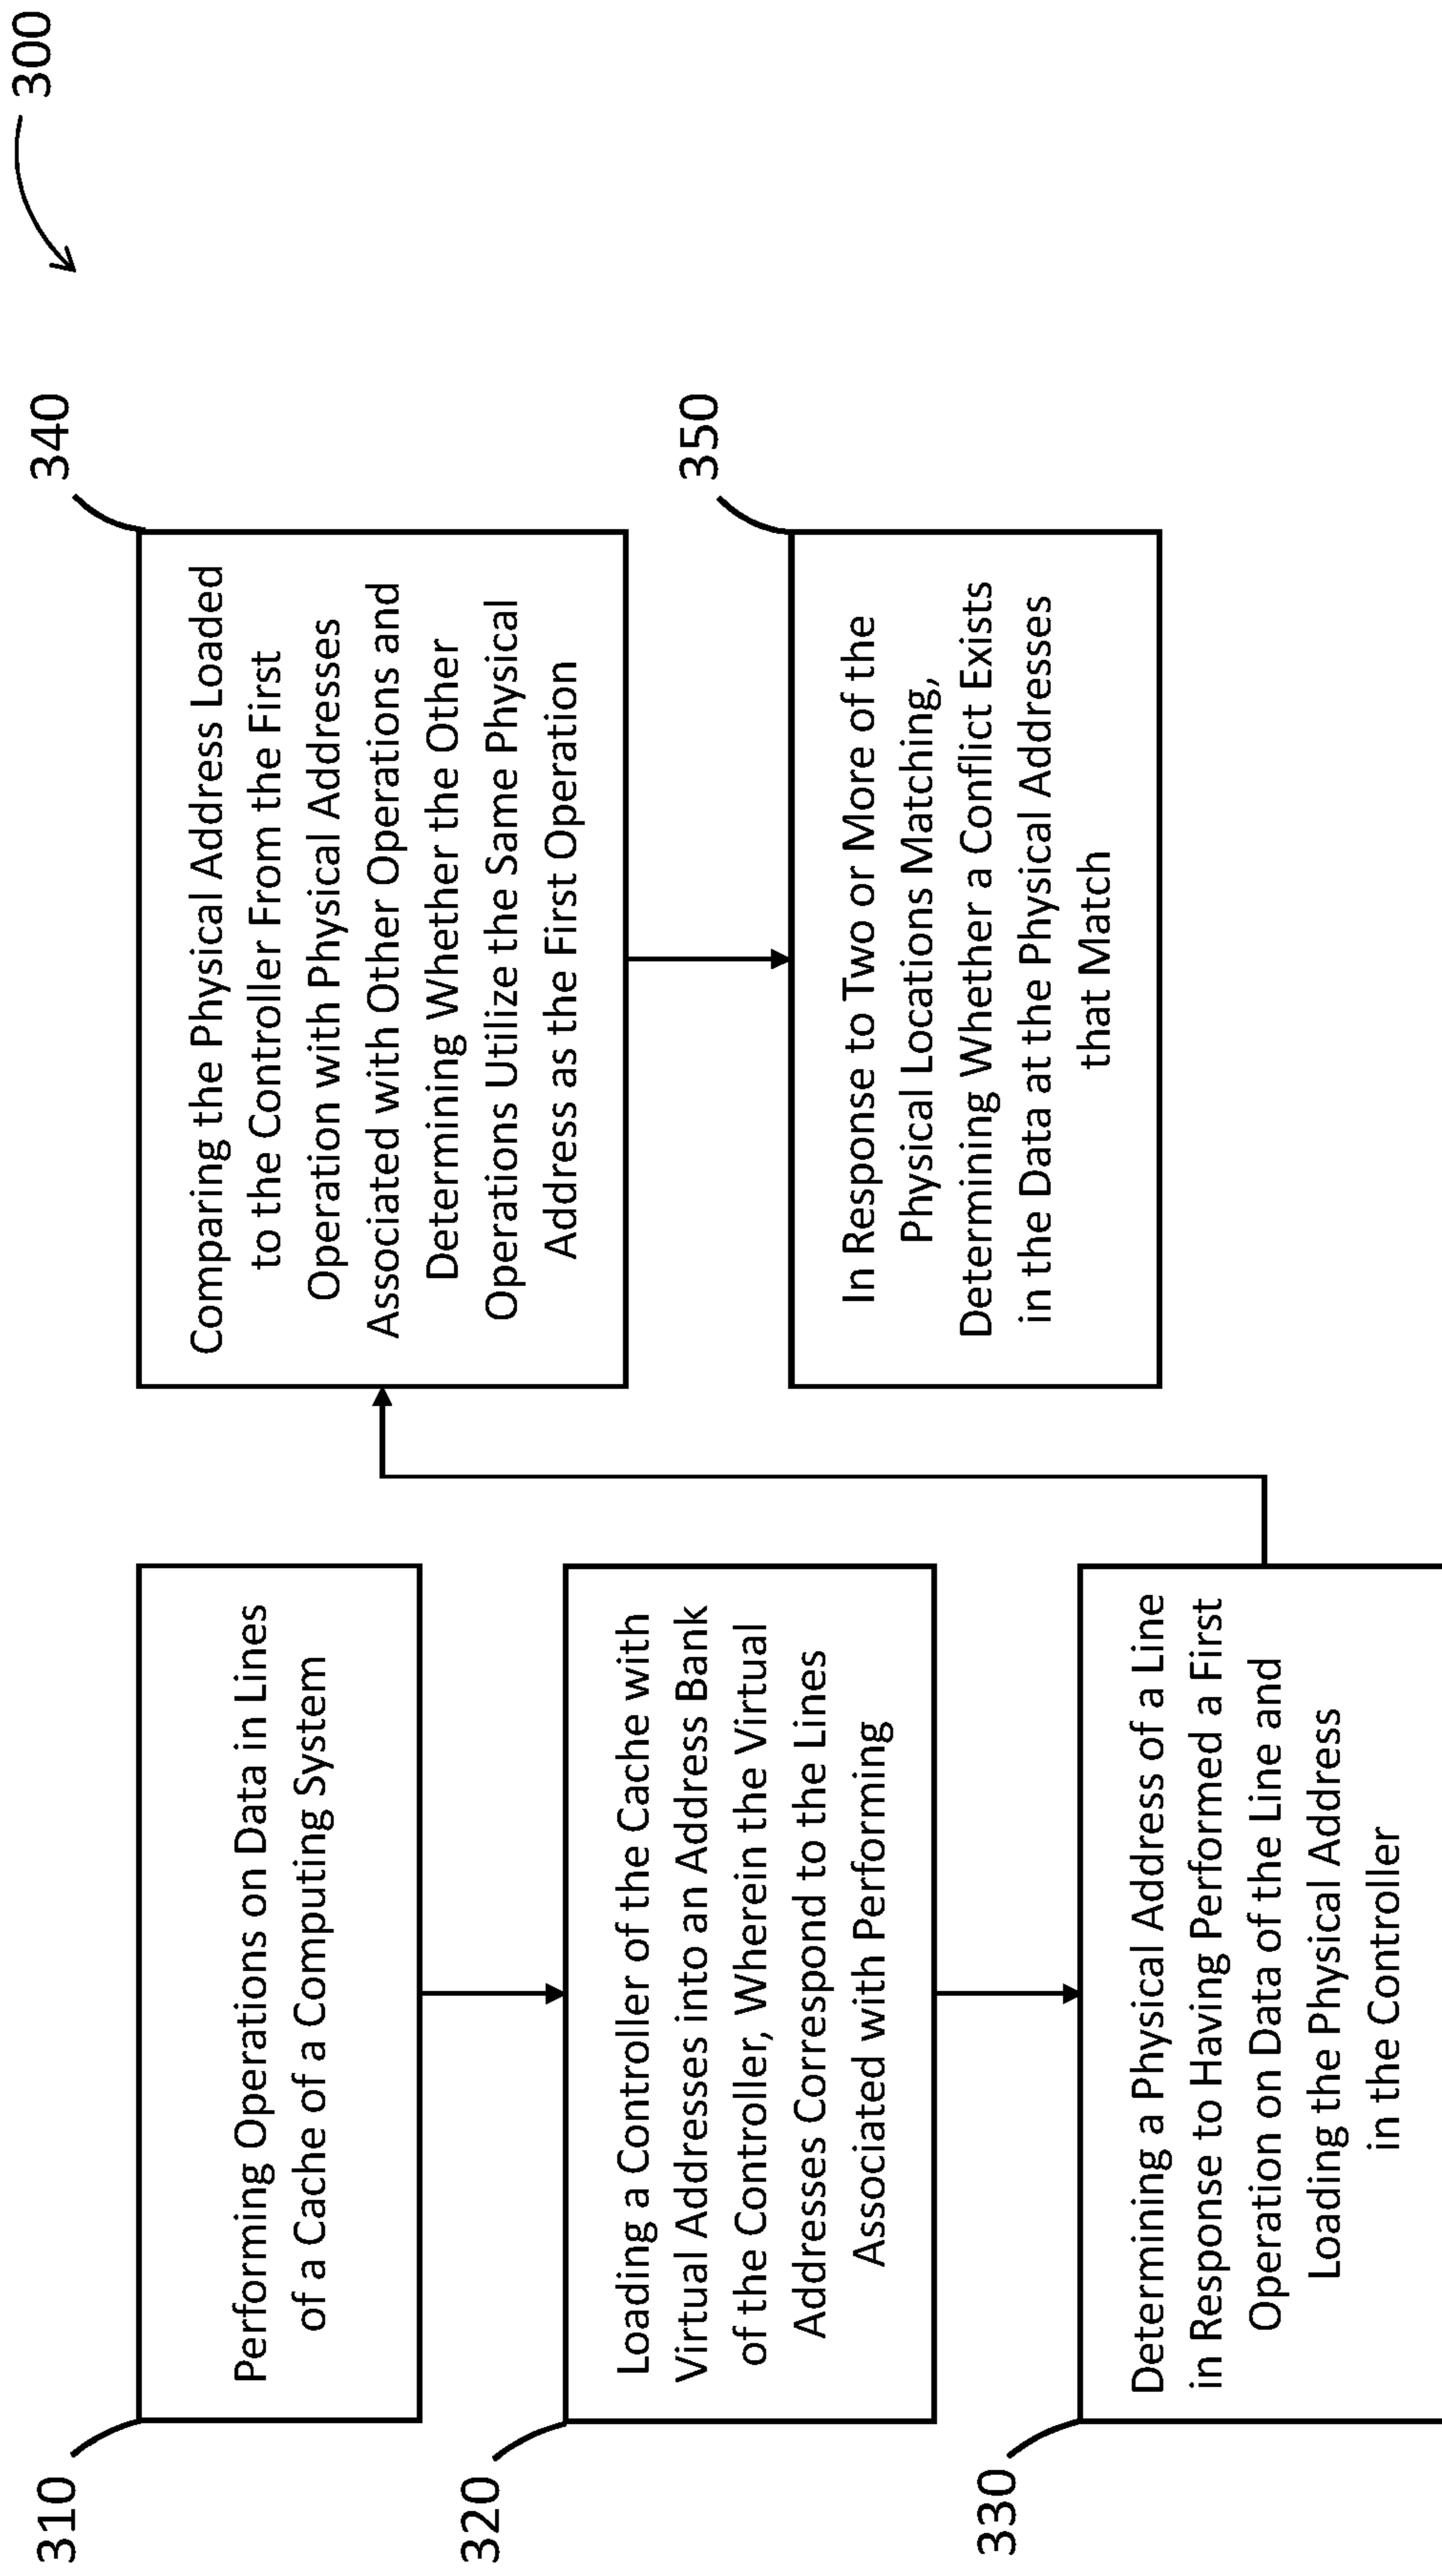 300
310
Performing Operations on Data in Lines
of a Cache of a Computing System
320
Loading a Controller of the Cache with
Virtual Addresses into an Address Bank
of the Controller, Wherein the Virtual
Addresses Correspond to the Lines
Associated with Performing
330
Determining a Physical Address of a Line
in Response to Having Performed a First
Operation on Data of the Line and
Loading the Physical Address
in the Controller
340
Comparing the Physical Address Loaded
to the Controller From the First
Operation with Physical Addresses
Associated with Other Operations and
Determining Whether the Other
Operations Utilize the Same Physical
Address as the First Operation
350
In Response to Two or More of the
Physical Locations Matching,
Determining Whether a Conflict Exists
in the Data at the Physical Addresses
that Match